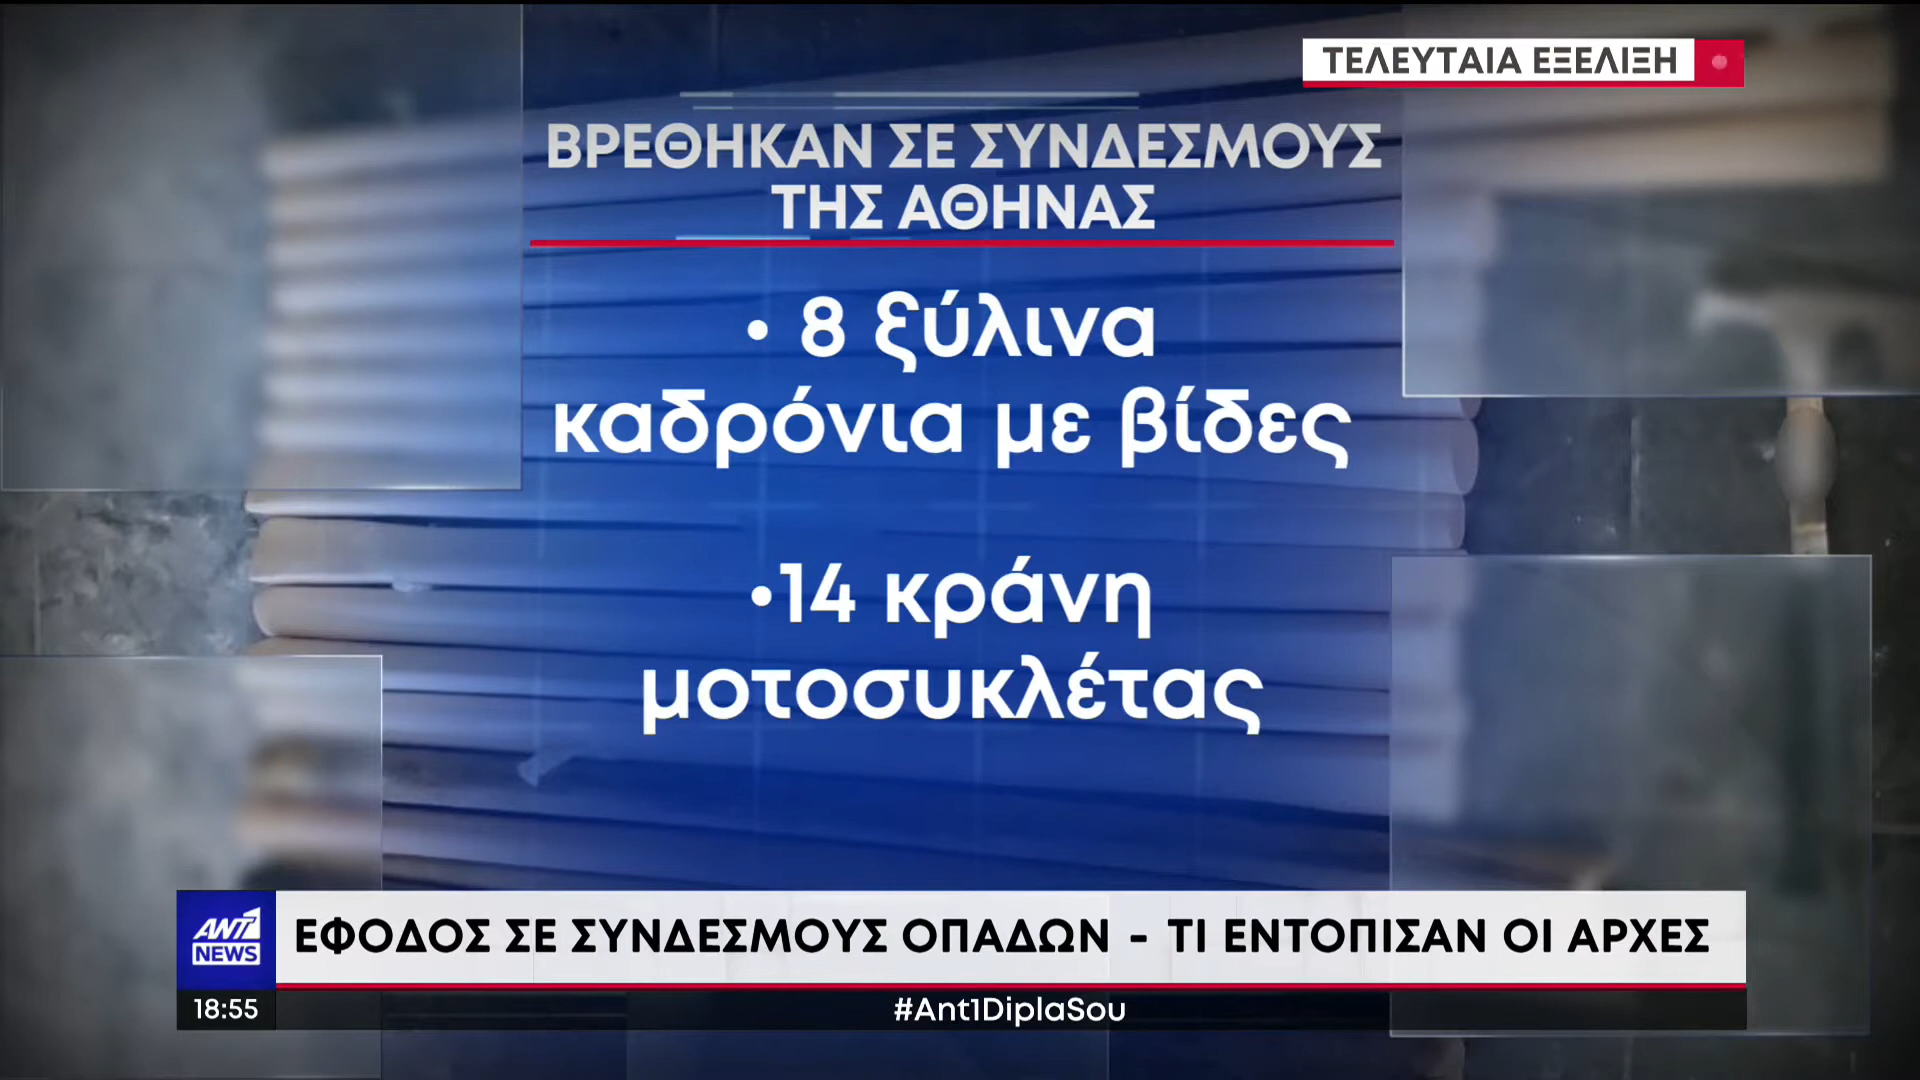 ΤΕΛΕΥΤΑΙΑ ΕΞΕΛΙΞΗ
ΒΡΕΘΗΚΑΝ ΣΕ ΣΥΝΔΕΣΜΟΥΣ
ΤΗΣ ΑΘΗΝΑΣ
• 8 ξύλινα
καδρόνια με βίδες
•14 κράνη
μοτοσυκλέτας
ANT1
NEWS
ΕΦΟΔΟΣ ΣΕ ΣΥΝΔΕΣΜΟΥΣ ΟΠΑΔΩΝ - ΤΙ ΕΝΤΟΠΙΣΑΝ ΟΙ ΑΡΧΕΣ
18:55
#Ant1DiplaSou